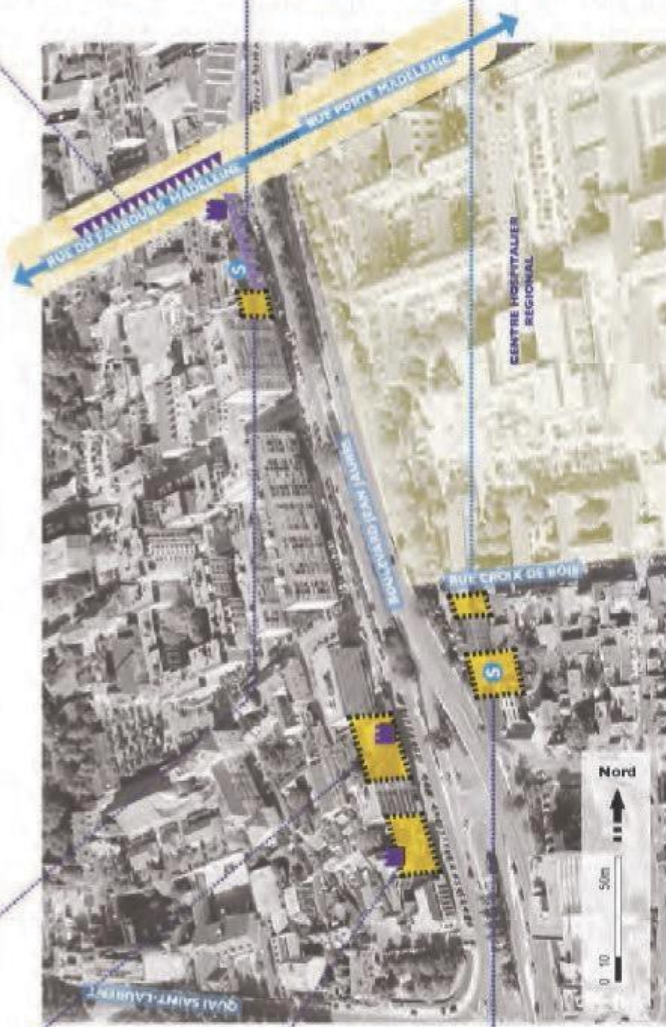 RUE PORTE MADELEINE
RUE DU FAUBOURG MADELEINE
S
CENTRE HOSPITALIER
REGIONAL
BOULEVARD JEAN JAURES
RUE CROIX DE BOIS
S
Nord
0 10 50m
QUAI SAINT-LAURENT